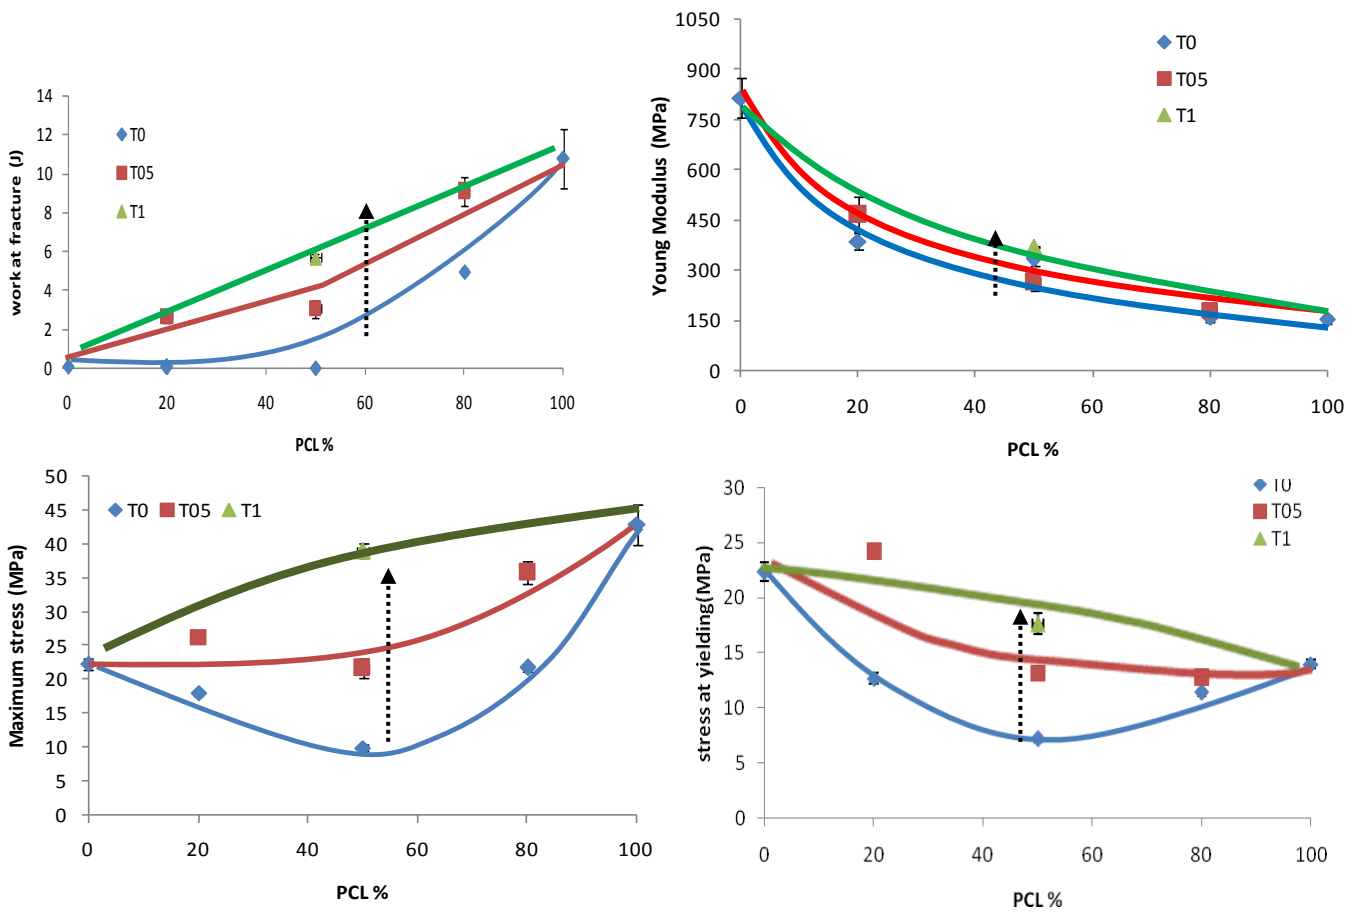 14
12
10
8
6
4
2
0
work at fracture (J)
T0
T05
T1
0 20 40 60 80 100
PCL %
1050
900
750
600
450
300
150
0
Young Modulus (MPa)
T0
T05
T1
0 20 40 60 80 100
PCL %
50
45
40
35
30
25
20
15
10
5
0
Maximum stress (MPa)
T0 T05 T1
0 20 40 60 80 100
PCL %
30
25
20
15
10
5
0
stress at yielding(MPa)
T0
T05
T1
0 20 40 60 80 100
PCL %